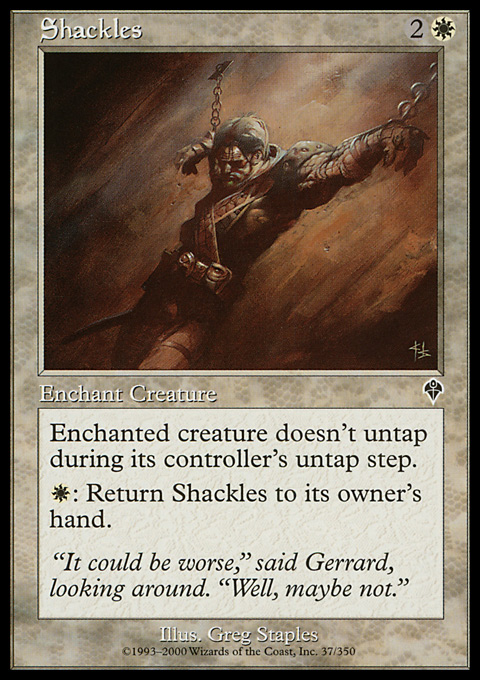 Shackles 2
Enchant Creature
Enchanted creature doesn't untap
during its controller's untap step.
: Return Shackles to its owner's
hand.
"It could be worse," said Gerrard,
looking around. "Well, maybe not."
Illus. Greg Staples
©1993–2000 Wizards of the Coast, Inc. 37/350